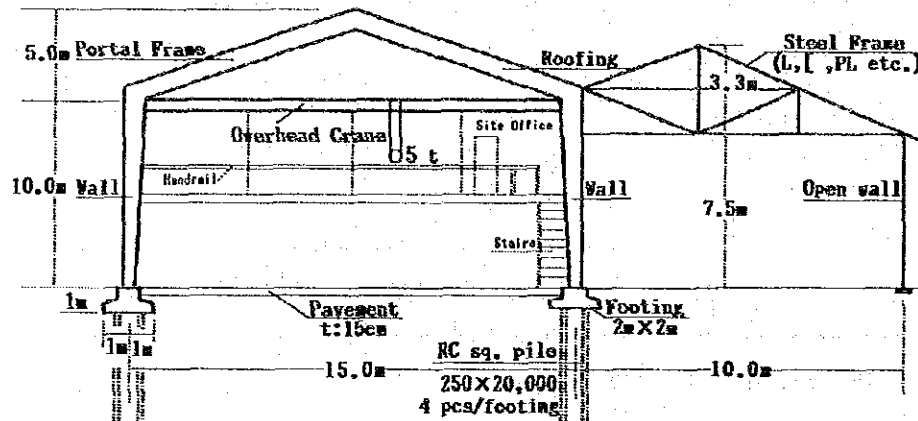 5.0m
Portal Frame
Roofing
Steel Frame
(L,[ ,PL etc.)
3.3m
Overhead Crane
Site Office
5 t
Handrail
10.0m
Wall
Wall
Open wall
7.5m
Stairs
1m
Pavement
t:15cm
Footing
2m×2m
1m
1m
RC sq. pile
15.0m
10.0m
250×20,000
4 pcs/footing